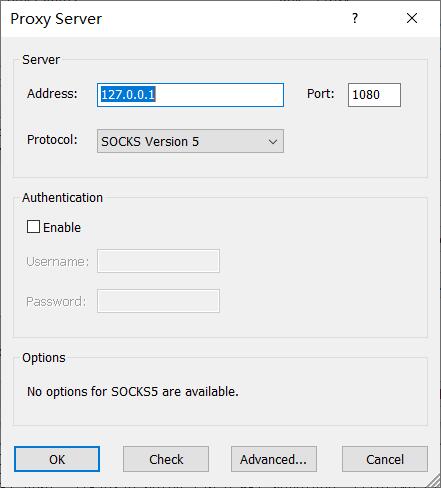 Proxy Server
Server
Address: 127.0.0.1 Port: 1080
Protocol: SOCKS Version 5
Authentication
Enable
Username:
Password:
Options
No options for SOCKS5 are available.
OK Check Advanced... Cancel